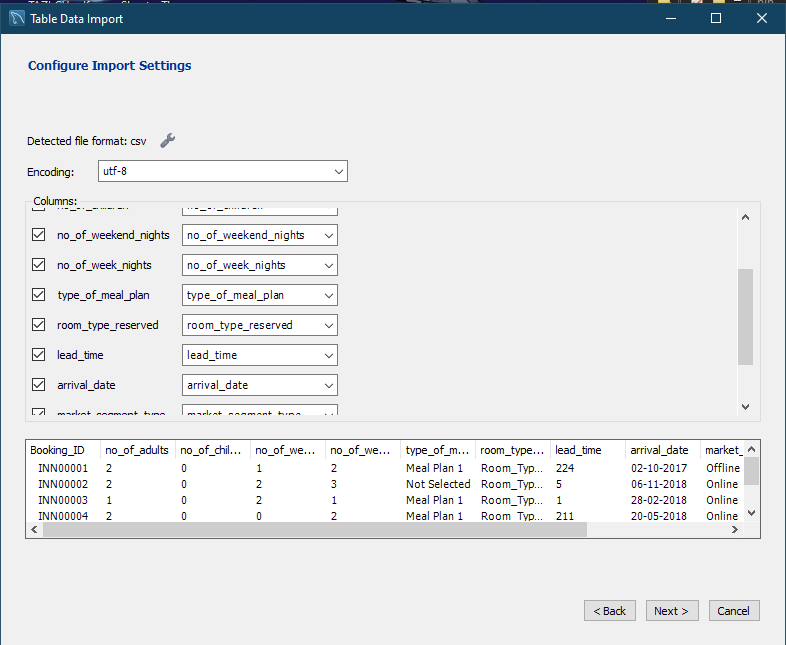 Table Data Import
Configure Import Settings
Detected file format: csv
Encoding: utf-8
Columns:
no_of_children no_of_children
no_of_weekend_nights no_of_weekend_nights
no_of_week_nights no_of_week_nights
type_of_meal_plan type_of_meal_plan
room_type_reserved room_type_reserved
lead_time lead_time
arrival_date arrival_date
market_segment_type market_segment_type
Booking_ID no_of_adults no_of_chil... no_of_we... no_of_we... type_of_m... room_type... lead_time arrival_date market_
INN00001 2 0 1 2 Meal Plan 1 Room_Typ... 224 02-10-2017 Offline
INN00002 2 0 2 3 Not Selected Room_Typ... 5 06-11-2018 Online
INN00003 1 0 2 1 Meal Plan 1 Room_Typ... 1 28-02-2018 Online
INN00004 2 0 0 2 Meal Plan 1 Room_Typ... 211 20-05-2018 Online
< Back Next > Cancel